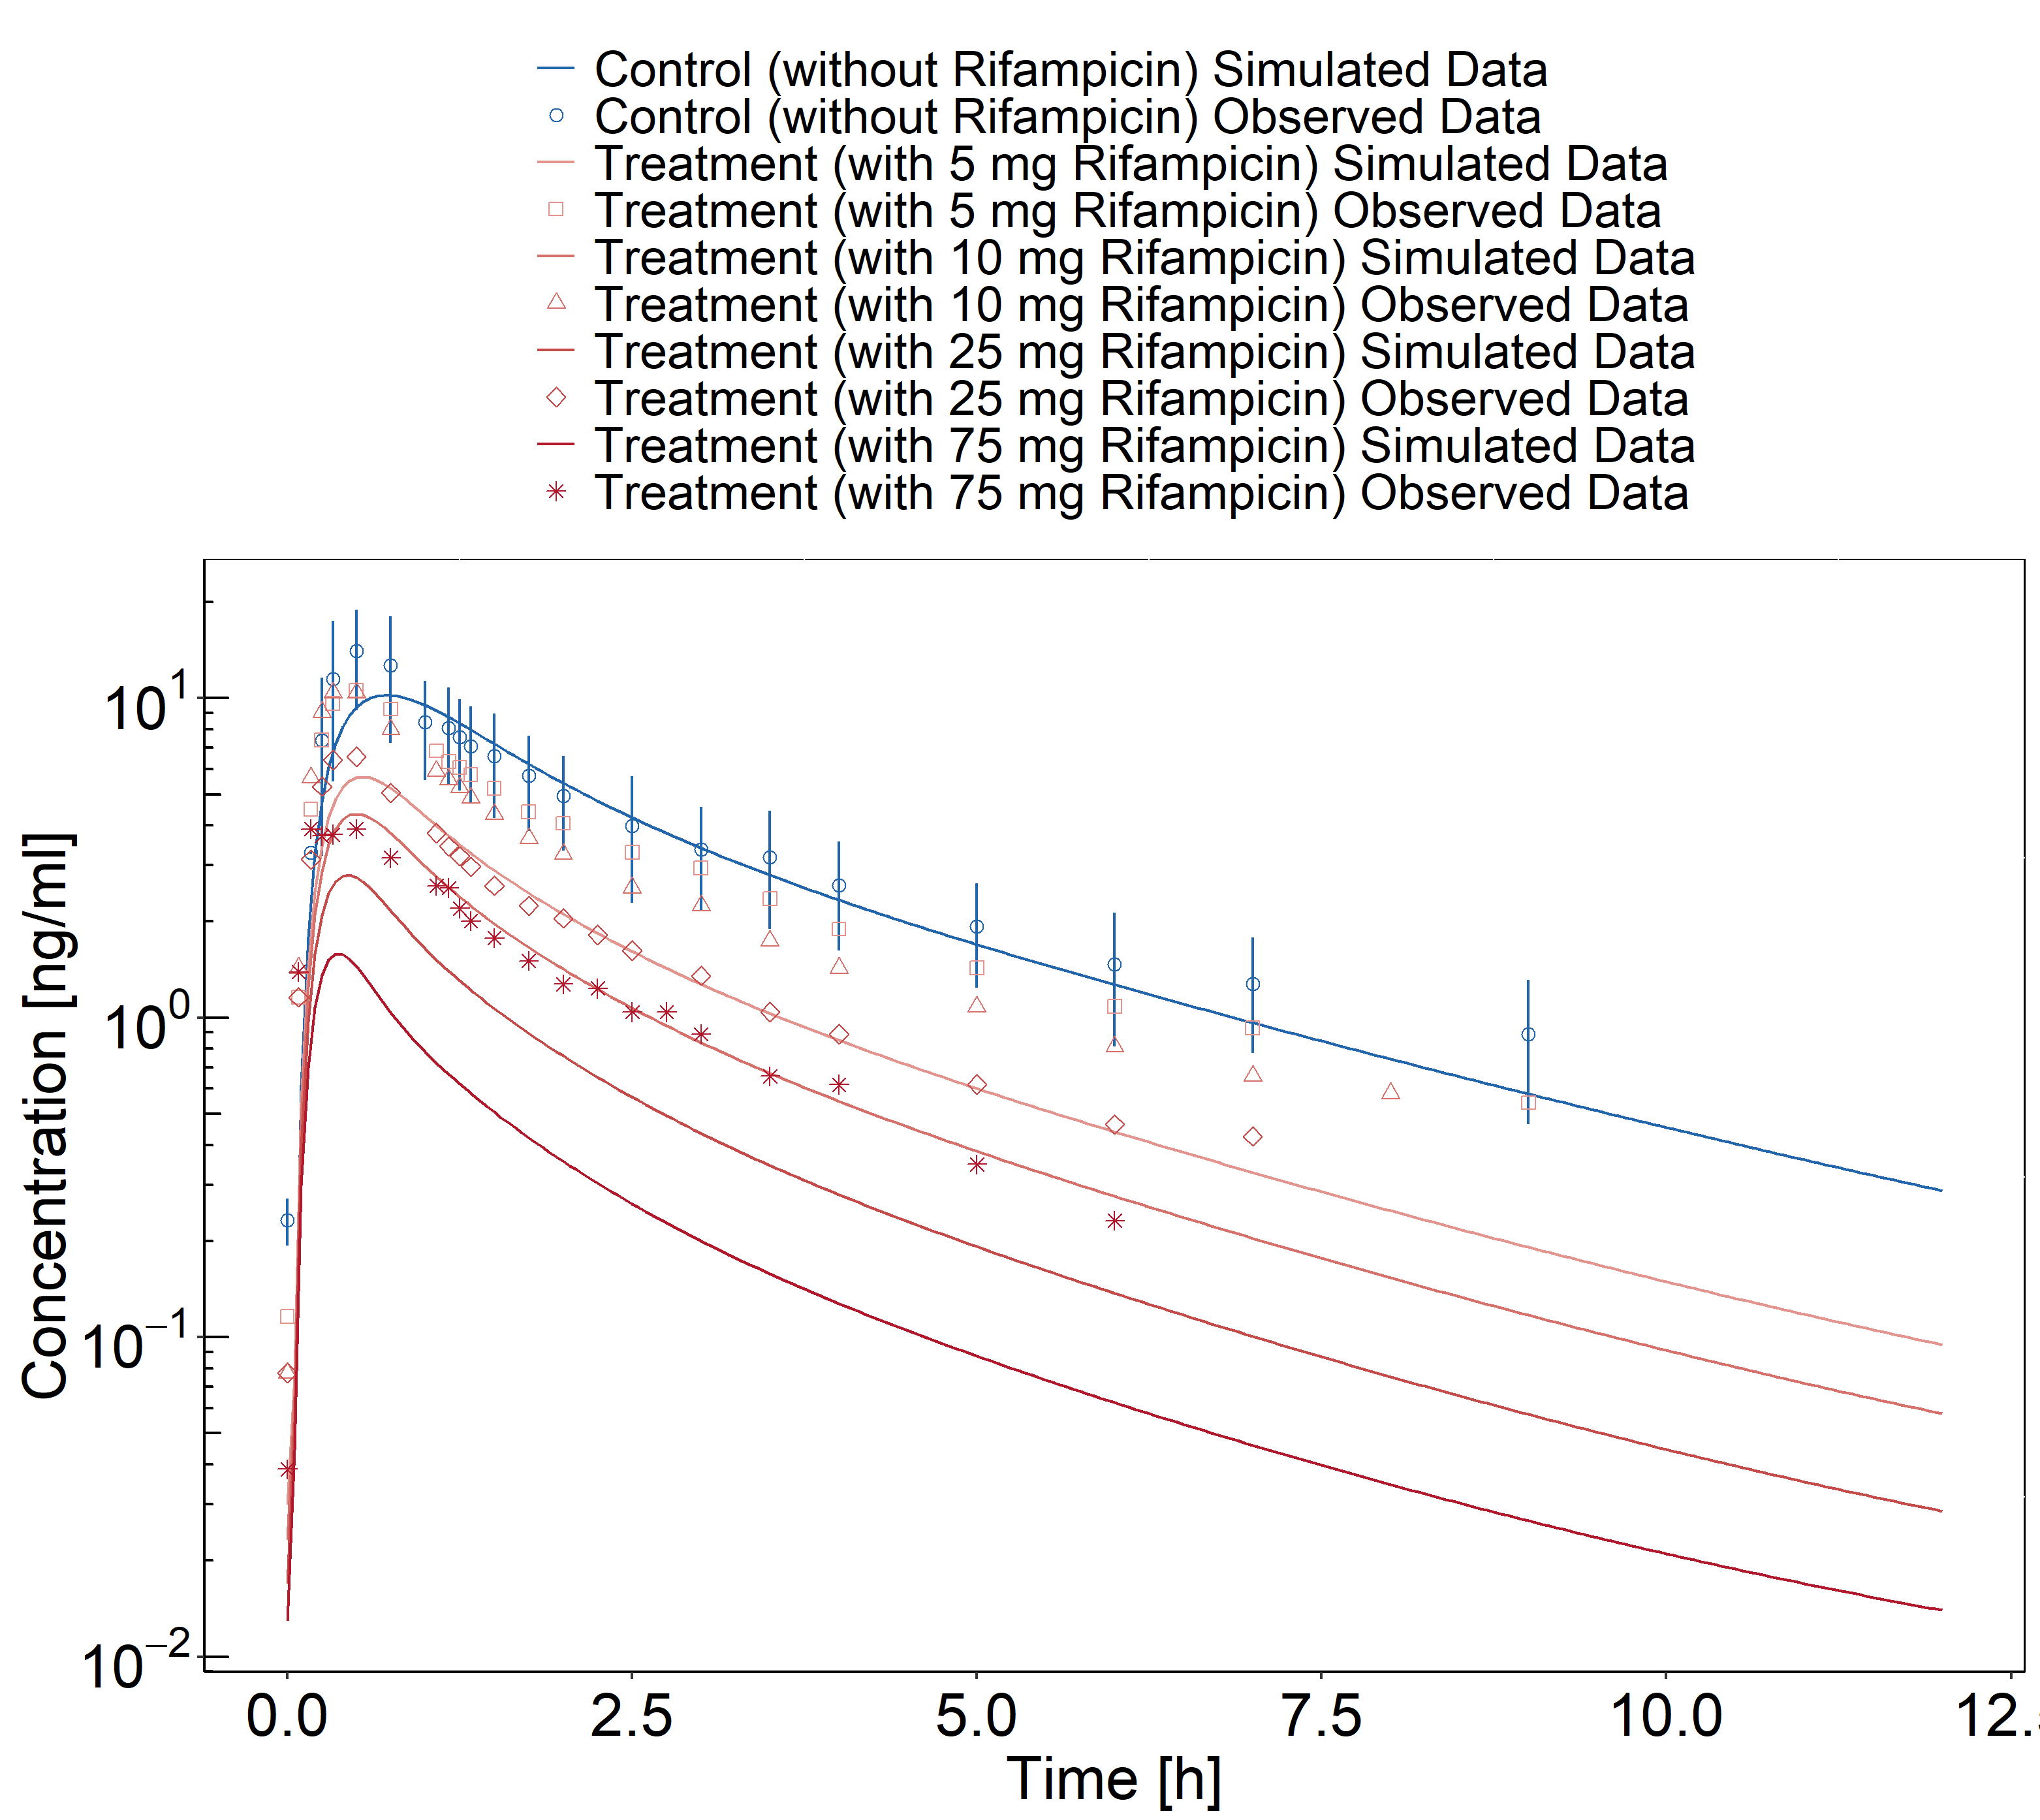 Control (without Rifampicin) Simulated Data
Control (without Rifampicin) Observed Data
Treatment (with 5 mg Rifampicin) Simulated Data
Treatment (with 5 mg Rifampicin) Observed Data
Treatment (with 10 mg Rifampicin) Simulated Data
Treatment (with 10 mg Rifampicin) Observed Data
Treatment (with 25 mg Rifampicin) Simulated Data
Treatment (with 25 mg Rifampicin) Observed Data
Treatment (with 75 mg Rifampicin) Simulated Data
Treatment (with 75 mg Rifampicin) Observed Data
Concentration [ng/ml]
10¹
10⁰
10⁻¹
10⁻²
0.0 2.5 5.0 7.5 10.0 12.
Time [h]